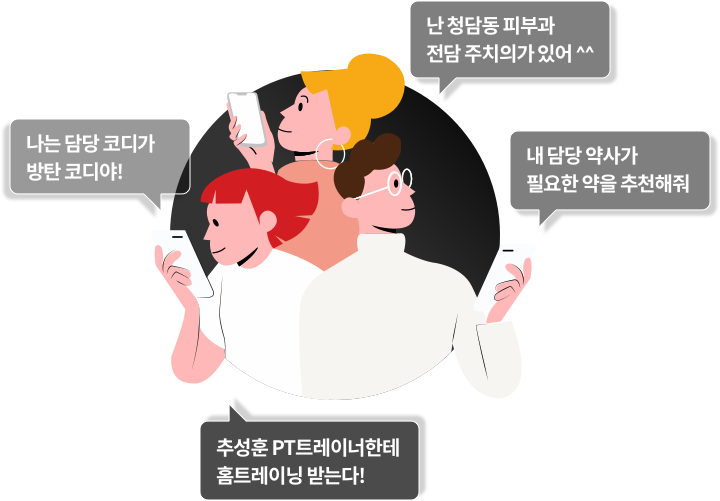 난 청담동 피부과
전담 주치의가 있어 ^^
나는 담당 코디가
방탄 코디야!
내 담당 약사가
필요한 약을 추천해줘
추성훈 PT트레이너한테
홈트레이닝 받는다!